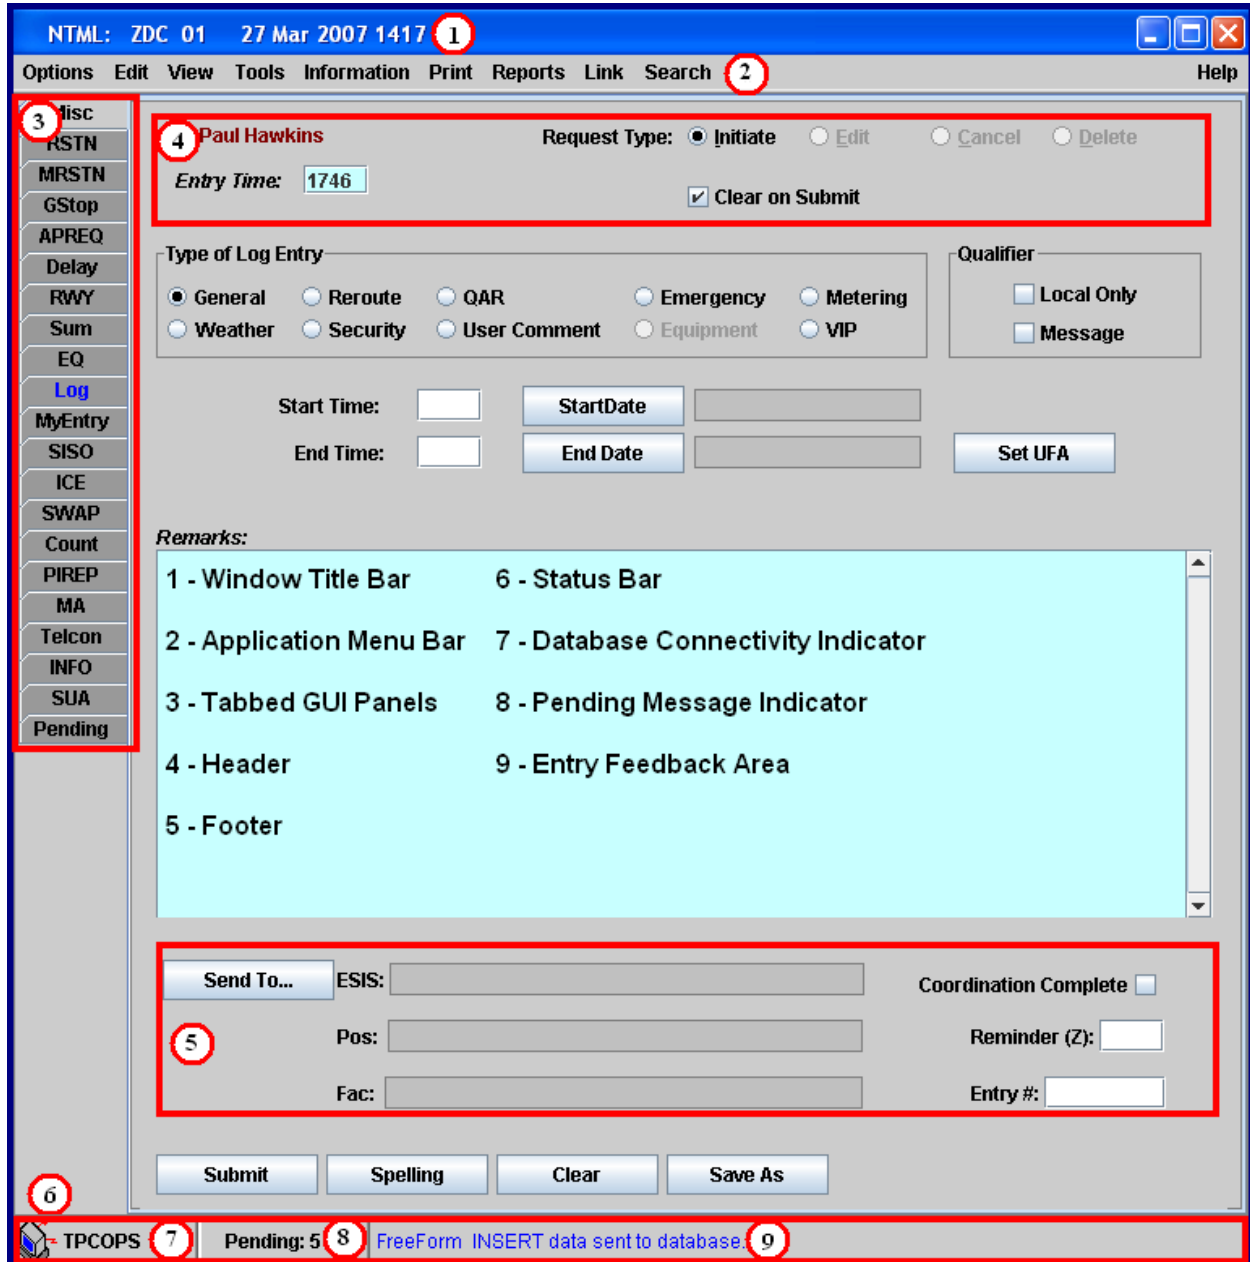 NTML: ZDC 01 27 Mar 2007 1417 1
Options Edit View Tools Information Print Reports Link Search 2 Help
3
RSTN
MRSTN
GStop
APREQ
Delay
RWY
Sum
EQ
Log
MyEntry
SISO
ICE
SWAP
Count
PIREP
MA
Telcon
INFO
SUA
Pending
4 Paul Hawkins Request Type: Initiate Edit Cancel Delete
Entry Time: 1746 Clear on Submit
Type of Log Entry Qualifier
General Reroute QAR Emergency Metering Local Only
Weather Security User Comment Equipment VIP Message
Start Time: StartDate
End Time: End Date Set UFA
Remarks:
1 - Window Title Bar 6 - Status Bar
2 - Application Menu Bar 7 - Database Connectivity Indicator
3 - Tabbed GUI Panels 8 - Pending Message Indicator
4 - Header 9 - Entry Feedback Area
5 - Footer
Send To... ESIS: Coordination Complete
5 Pos: Reminder (Z):
Fac: Entry #:
Submit Spelling Clear Save As
6
TPCOPS 7 Pending: 5 8 FreeForm INSERT data sent to database. 9